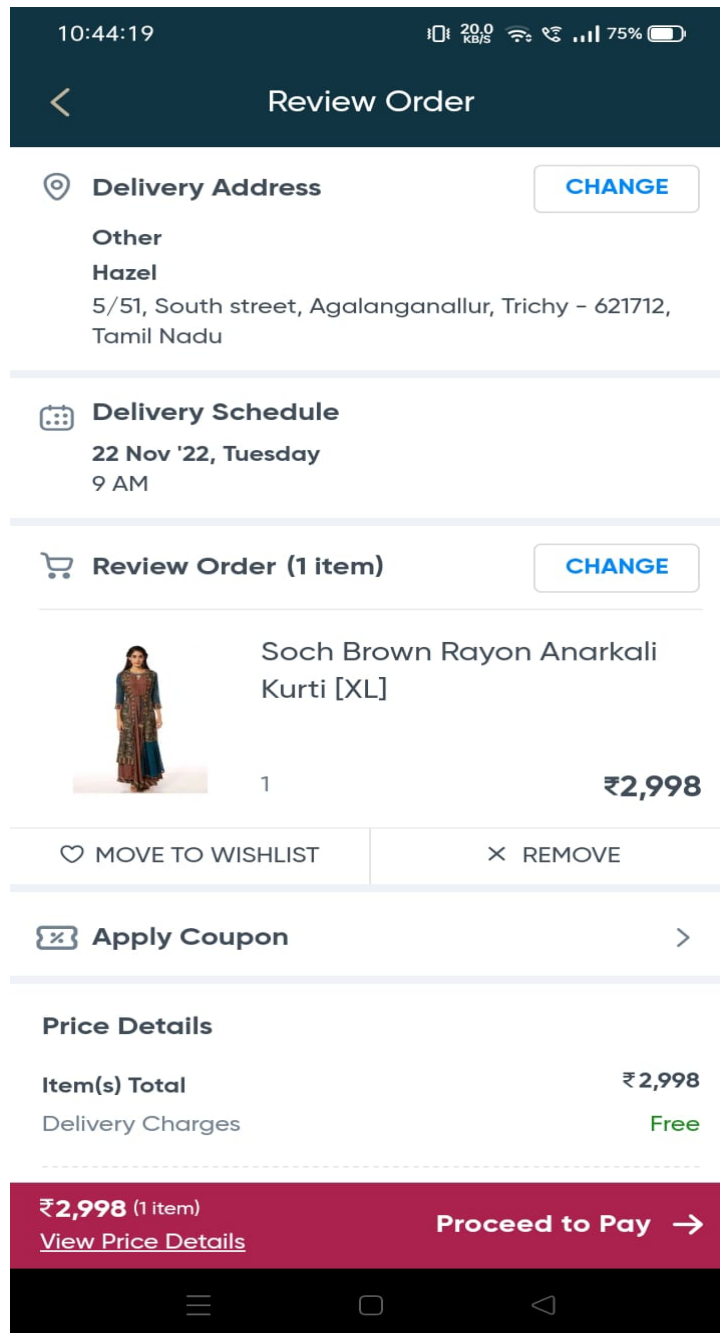 10:44:19
20.0 KB/S
75%
Review Order
Delivery Address
CHANGE
Other
Hazel
5/51, South street, Agalanganallur, Trichy - 621712,
Tamil Nadu
Delivery Schedule
22 Nov '22, Tuesday
9 AM
Review Order (1 item)
CHANGE
Soch Brown Rayon Anarkali
Kurti [XL]
1
₹2,998
MOVE TO WISHLIST
REMOVE
Apply Coupon
Price Details
Item(s) Total
₹2,998
Delivery Charges
Free
₹2,998 (1 item)
View Price Details
Proceed to Pay